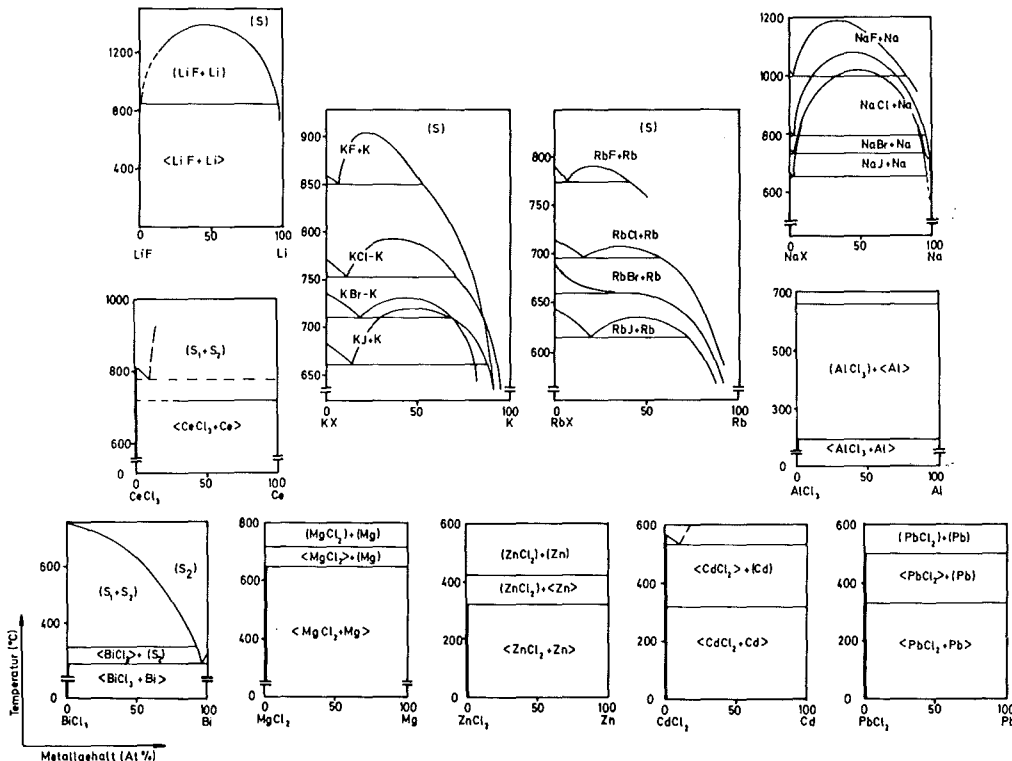 (S)
1200
(LiF+Li)
800
<LiF+Li>
400
0 50 100
LiF Li
900
(S)
KF+K
850
800
KCl-K
750
KBr-K
700
KJ+K
650
0 50 100
KX K
(S)
800
RbF+Rb
750
RbCl+Rb
700
RbBr+Rb
650
RbJ+Rb
600
0 50 100
RbX Rb
1200
NaF+Na
1000
NaCl+Na
800
NaBr+Na
NaJ+Na
600
0 50 100
NaX Na
1000
(S₁+S₂)
800
<CeCl₃+Ce>
600
0
0 50 100
CeCl₃ Ce
700
500
(AlCl₃)+<Al>
300
<AlCl₃+Al>
0
0 50 100
AlCl₃ Al
800
(S₂)
600
(S₁+S₂)
400
<BiCl₃>+(S₂)
200
<BiCl₃+Bi>
0
0 50 100
BiCl₃ Bi
800
(MgCl₂)+(Mg)
<MgCl₂>+(Mg)
600
<MgCl₂+Mg>
400
0
0 50 100
MgCl₂ Mg
600
(ZnCl₂)+(Zn)
400
(ZnCl₂)+<Zn>
200
<ZnCl₂+Zn>
0
0 50 100
ZnCl₂ Zn
600
<CdCl₂>+(Cd)
400
<CdCl₂+Cd>
200
0
0 50 100
CdCl₂ Cd
600
(PbCl₂)+(Pb)
<PbCl₂>+(Pb)
400
<PbCl₂+Pb>
200
0
0 50 100
PbCl₂ Pb
Temperatur (°C)
Metallgehalt (At%)